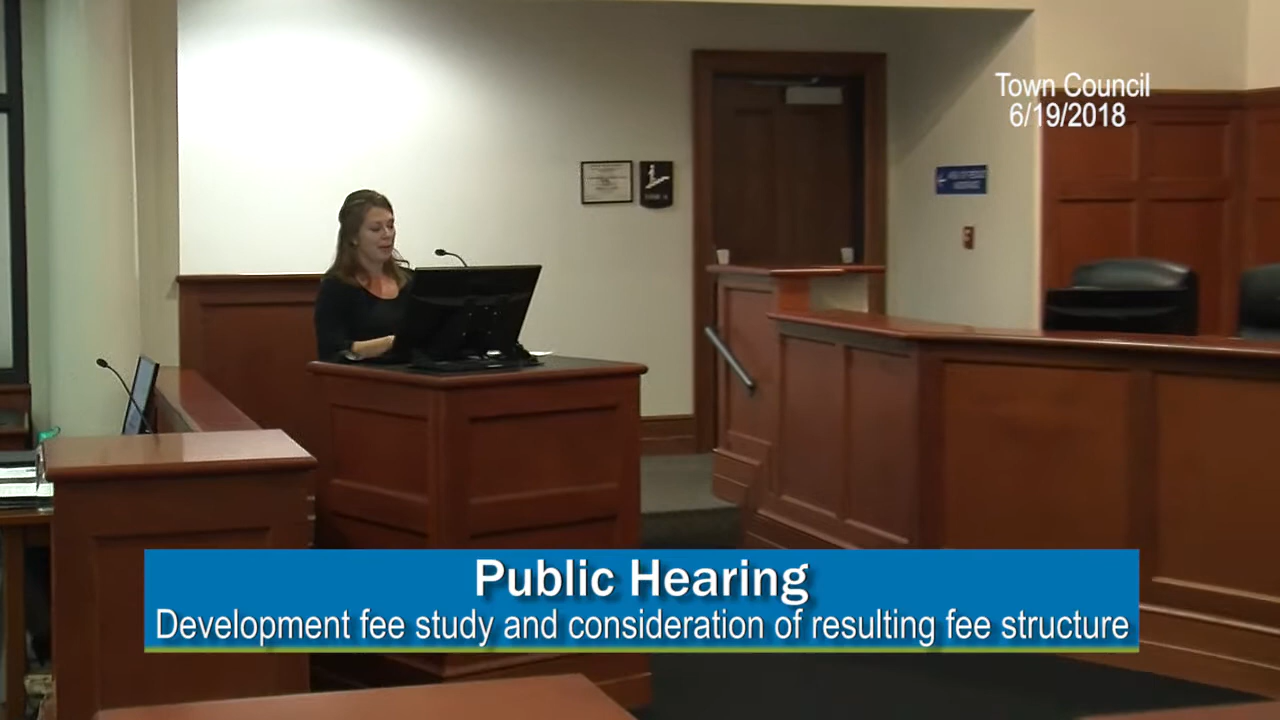 Town Council
6/19/2018
Public Hearing
Development fee study and consideration of resulting fee structure